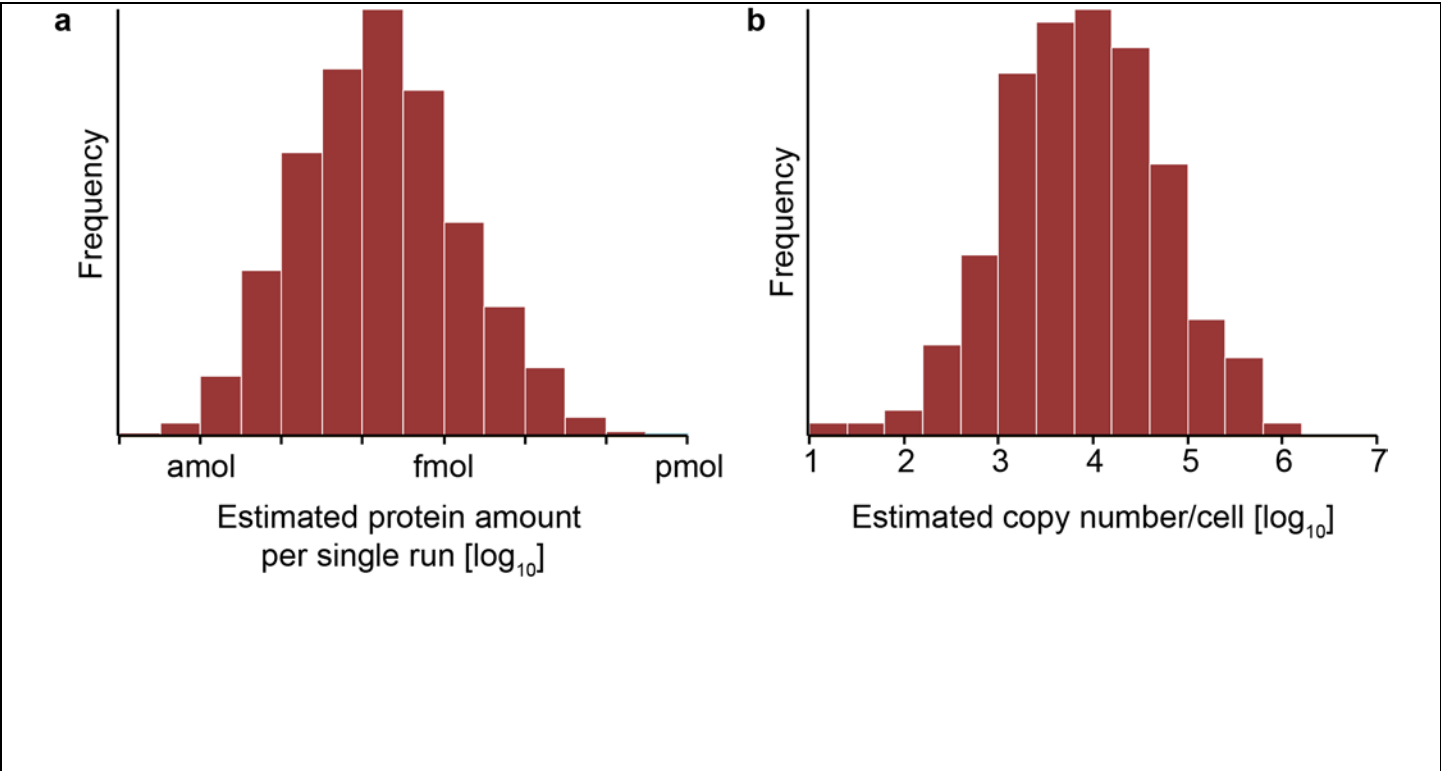 a
Frequency
amol fmol pmol
Estimated protein amount
per single run [log10]
b
Frequency
1 2 3 4 5 6 7
Estimated copy number/cell [log10]